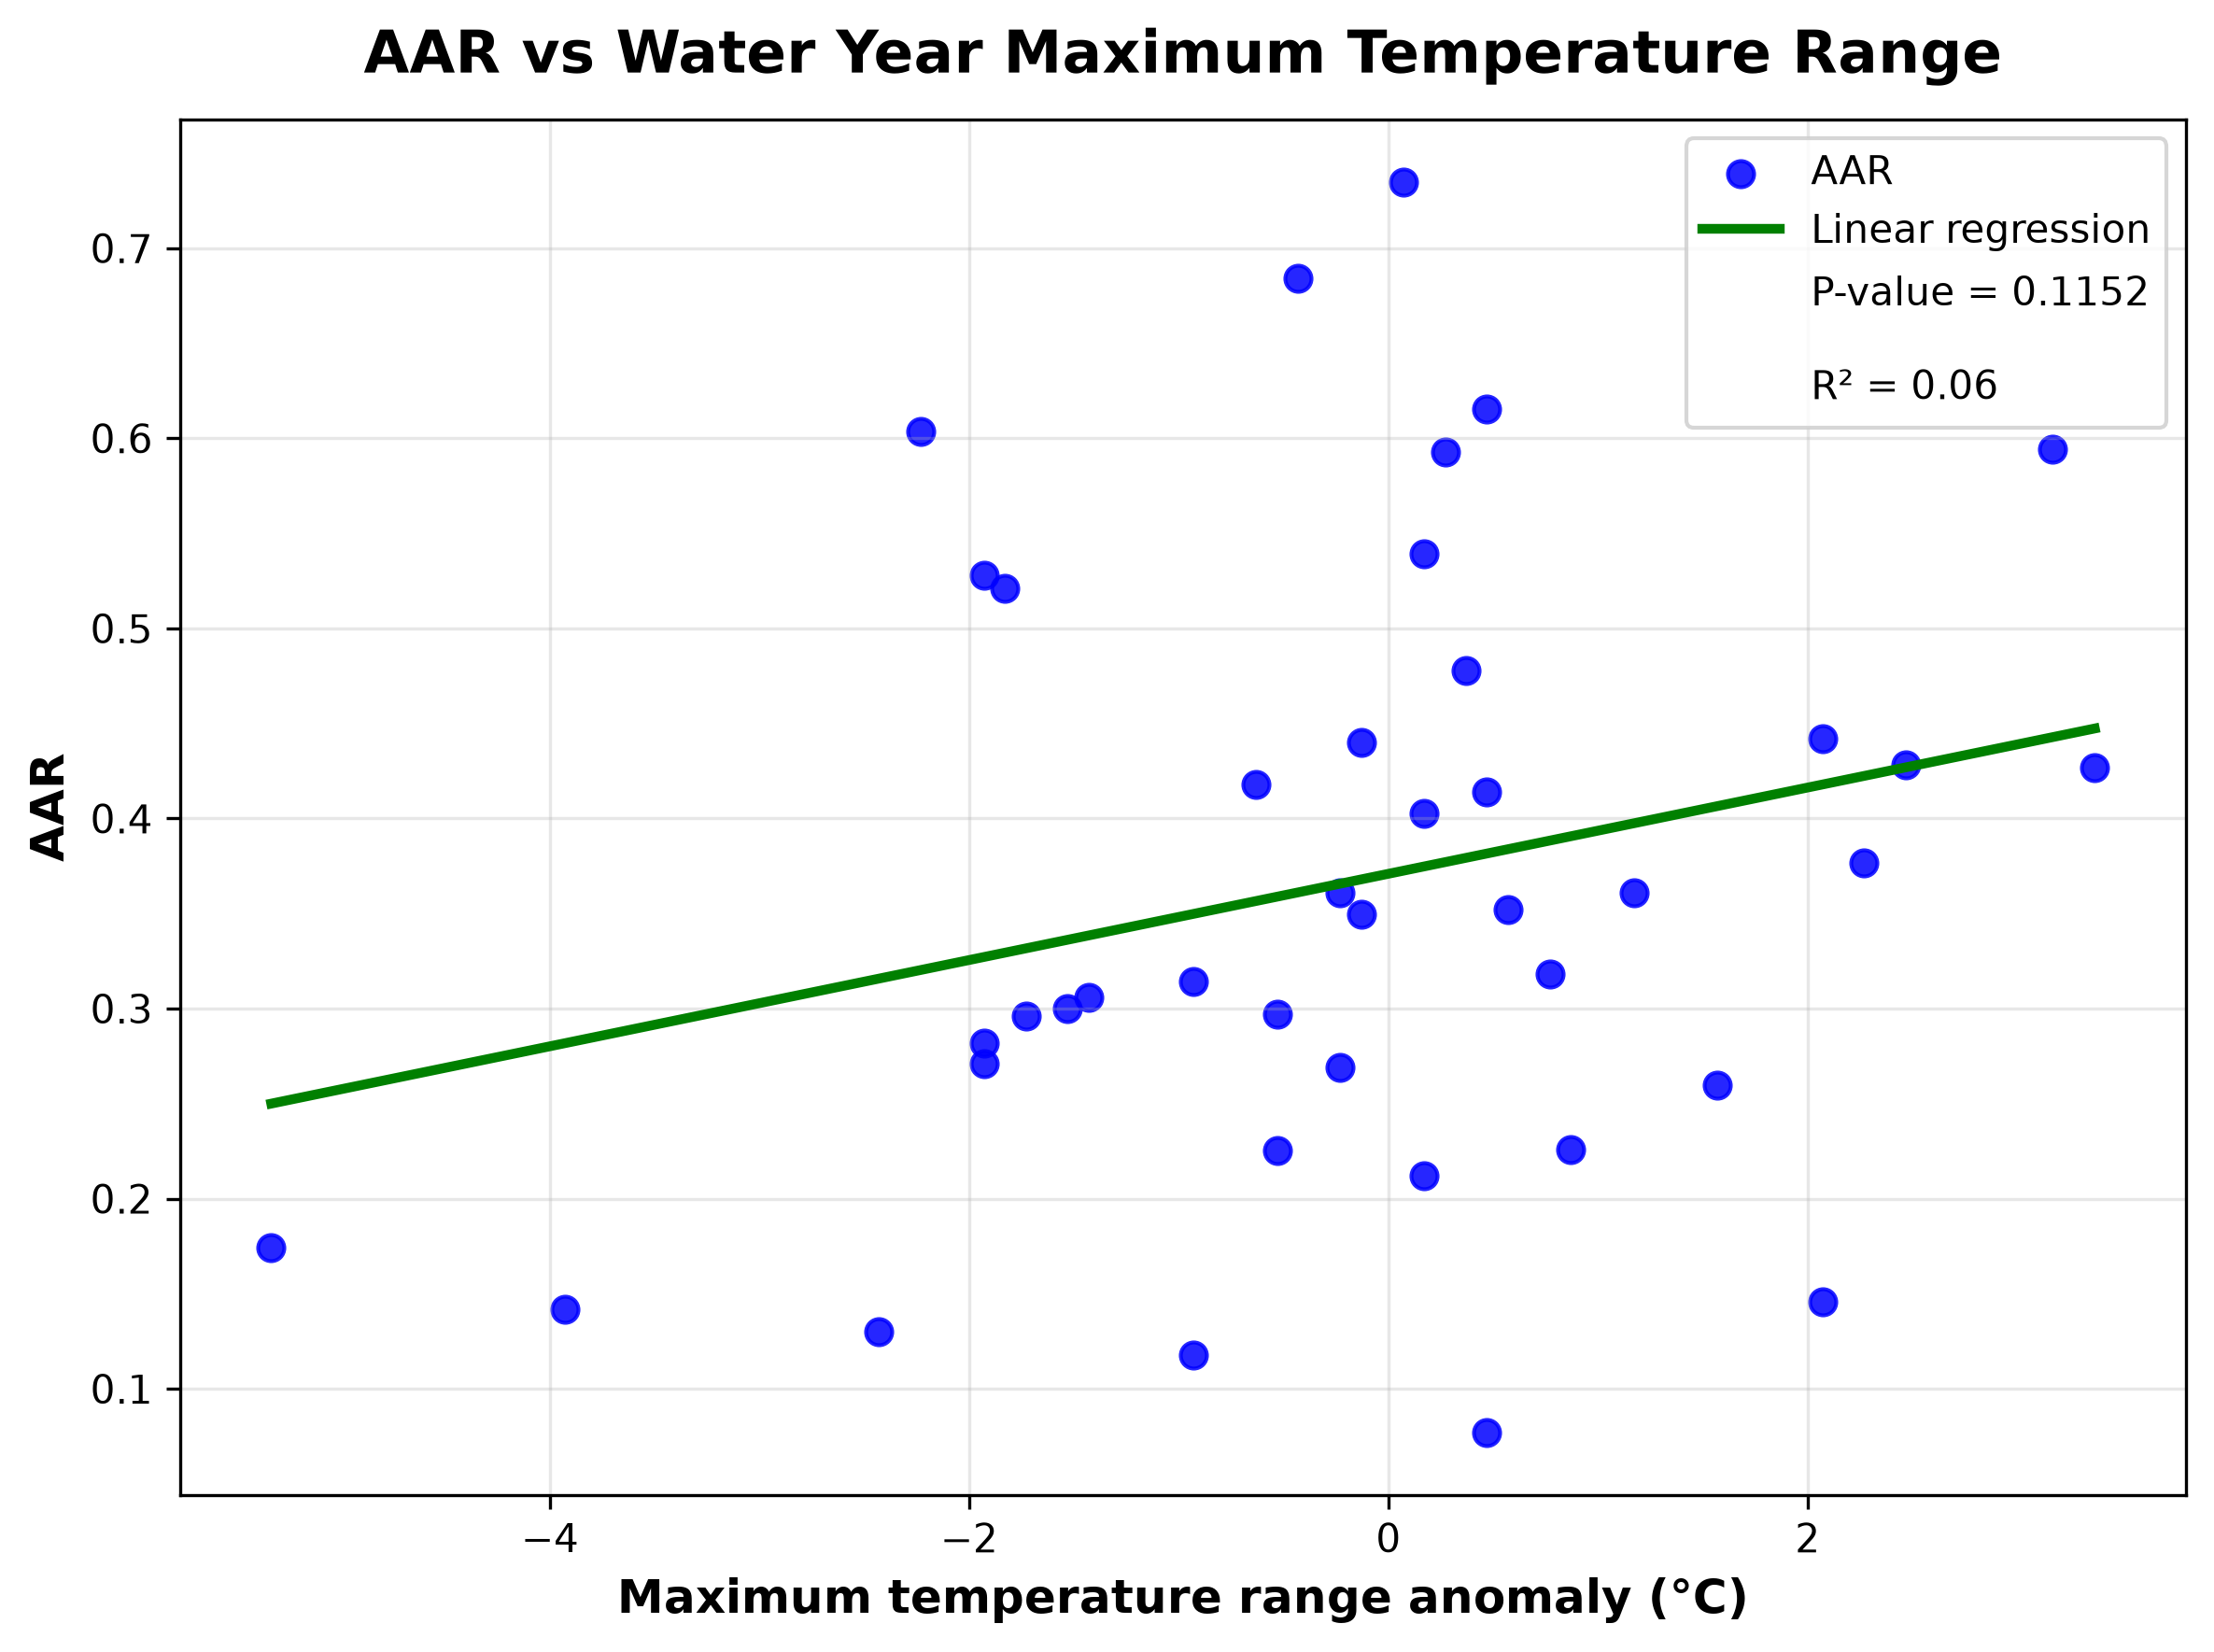 AAR vs Water Year Maximum Temperature Range
AAR
Linear regression
P-value = 0.1152
R² = 0.06
0.7
0.6
0.5
0.4
0.3
0.2
0.1
AAR
−4
−2
0
2
Maximum temperature range anomaly (°C)